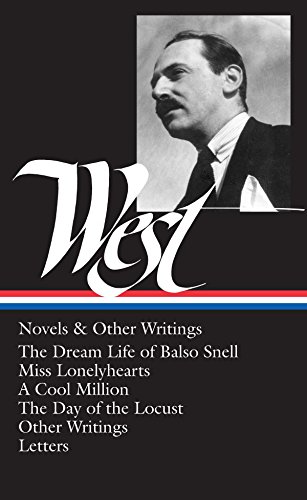 West
Novels & Other Writings
The Dream Life of Balso Snell
Miss Lonelyhearts
A Cool Million
The Day of the Locust
Other Writings
Letters